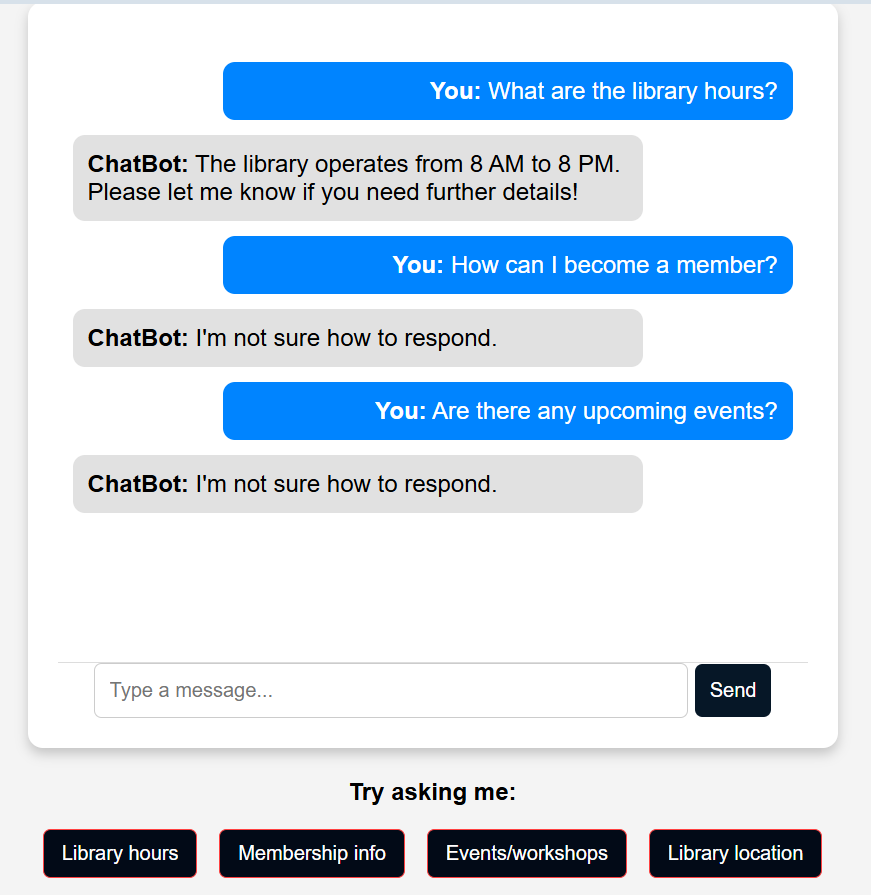 You: What are the library hours?
ChatBot: The library operates from 8 AM to 8 PM.
Please let me know if you need further details!
You: How can I become a member?
ChatBot: I'm not sure how to respond.
You: Are there any upcoming events?
ChatBot: I'm not sure how to respond.
Type a message...
Send
Try asking me:
Library hours
Membership info
Events/workshops
Library location